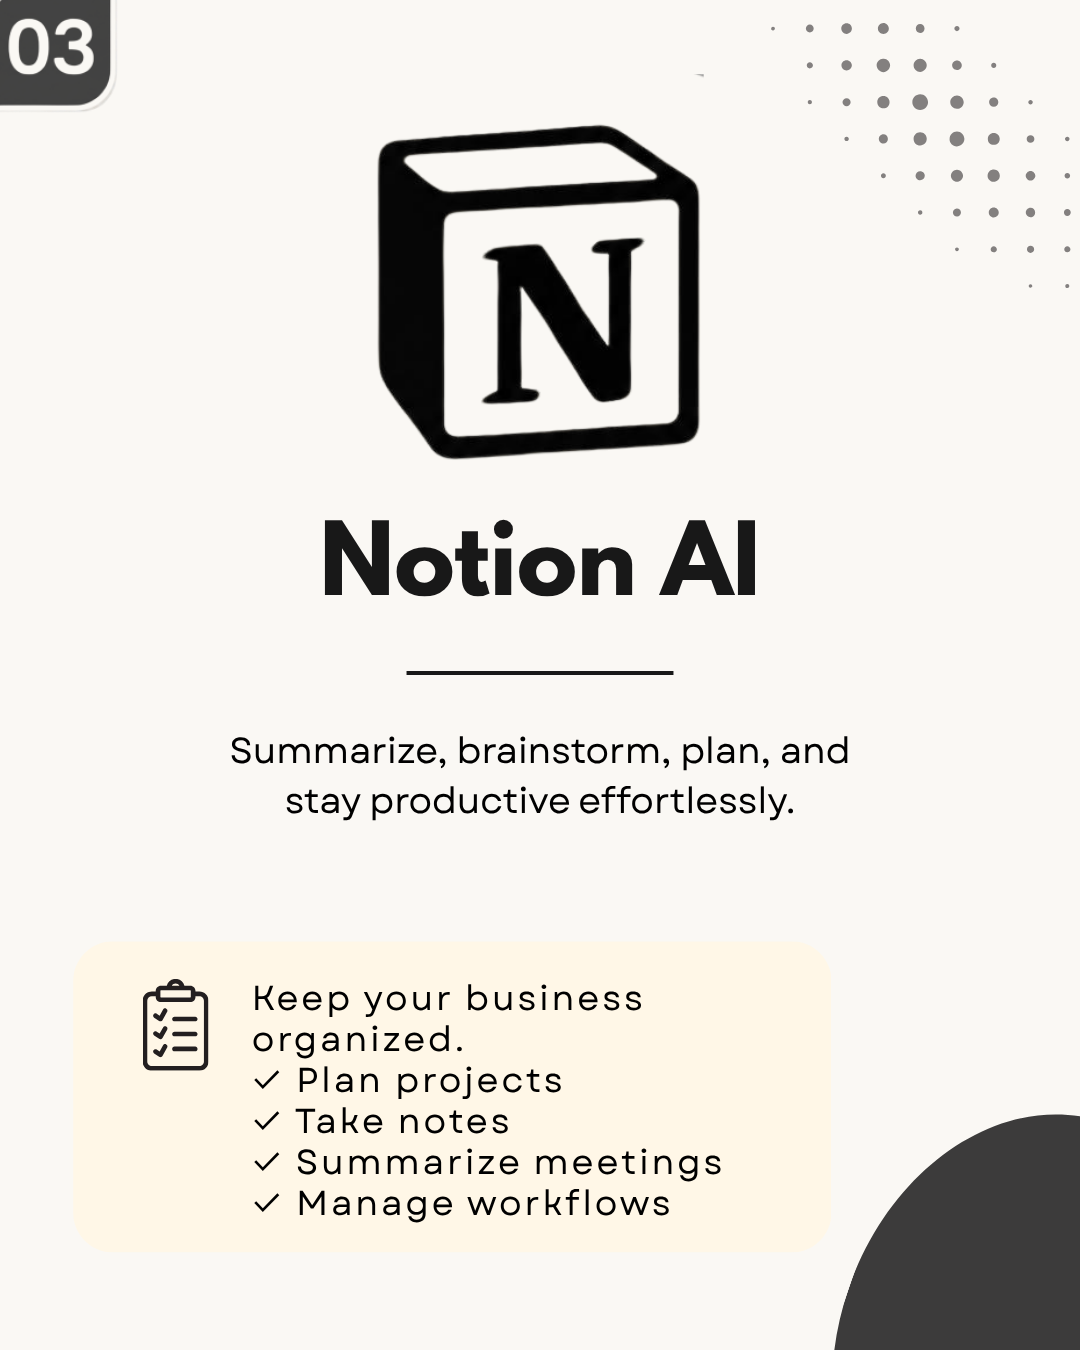 03
N
Notion AI
Summarize, brainstorm, plan, and
stay productive effortlessly.
Keep your business
organized.
✓ Plan projects
✓ Take notes
✓ Summarize meetings
✓ Manage workflows